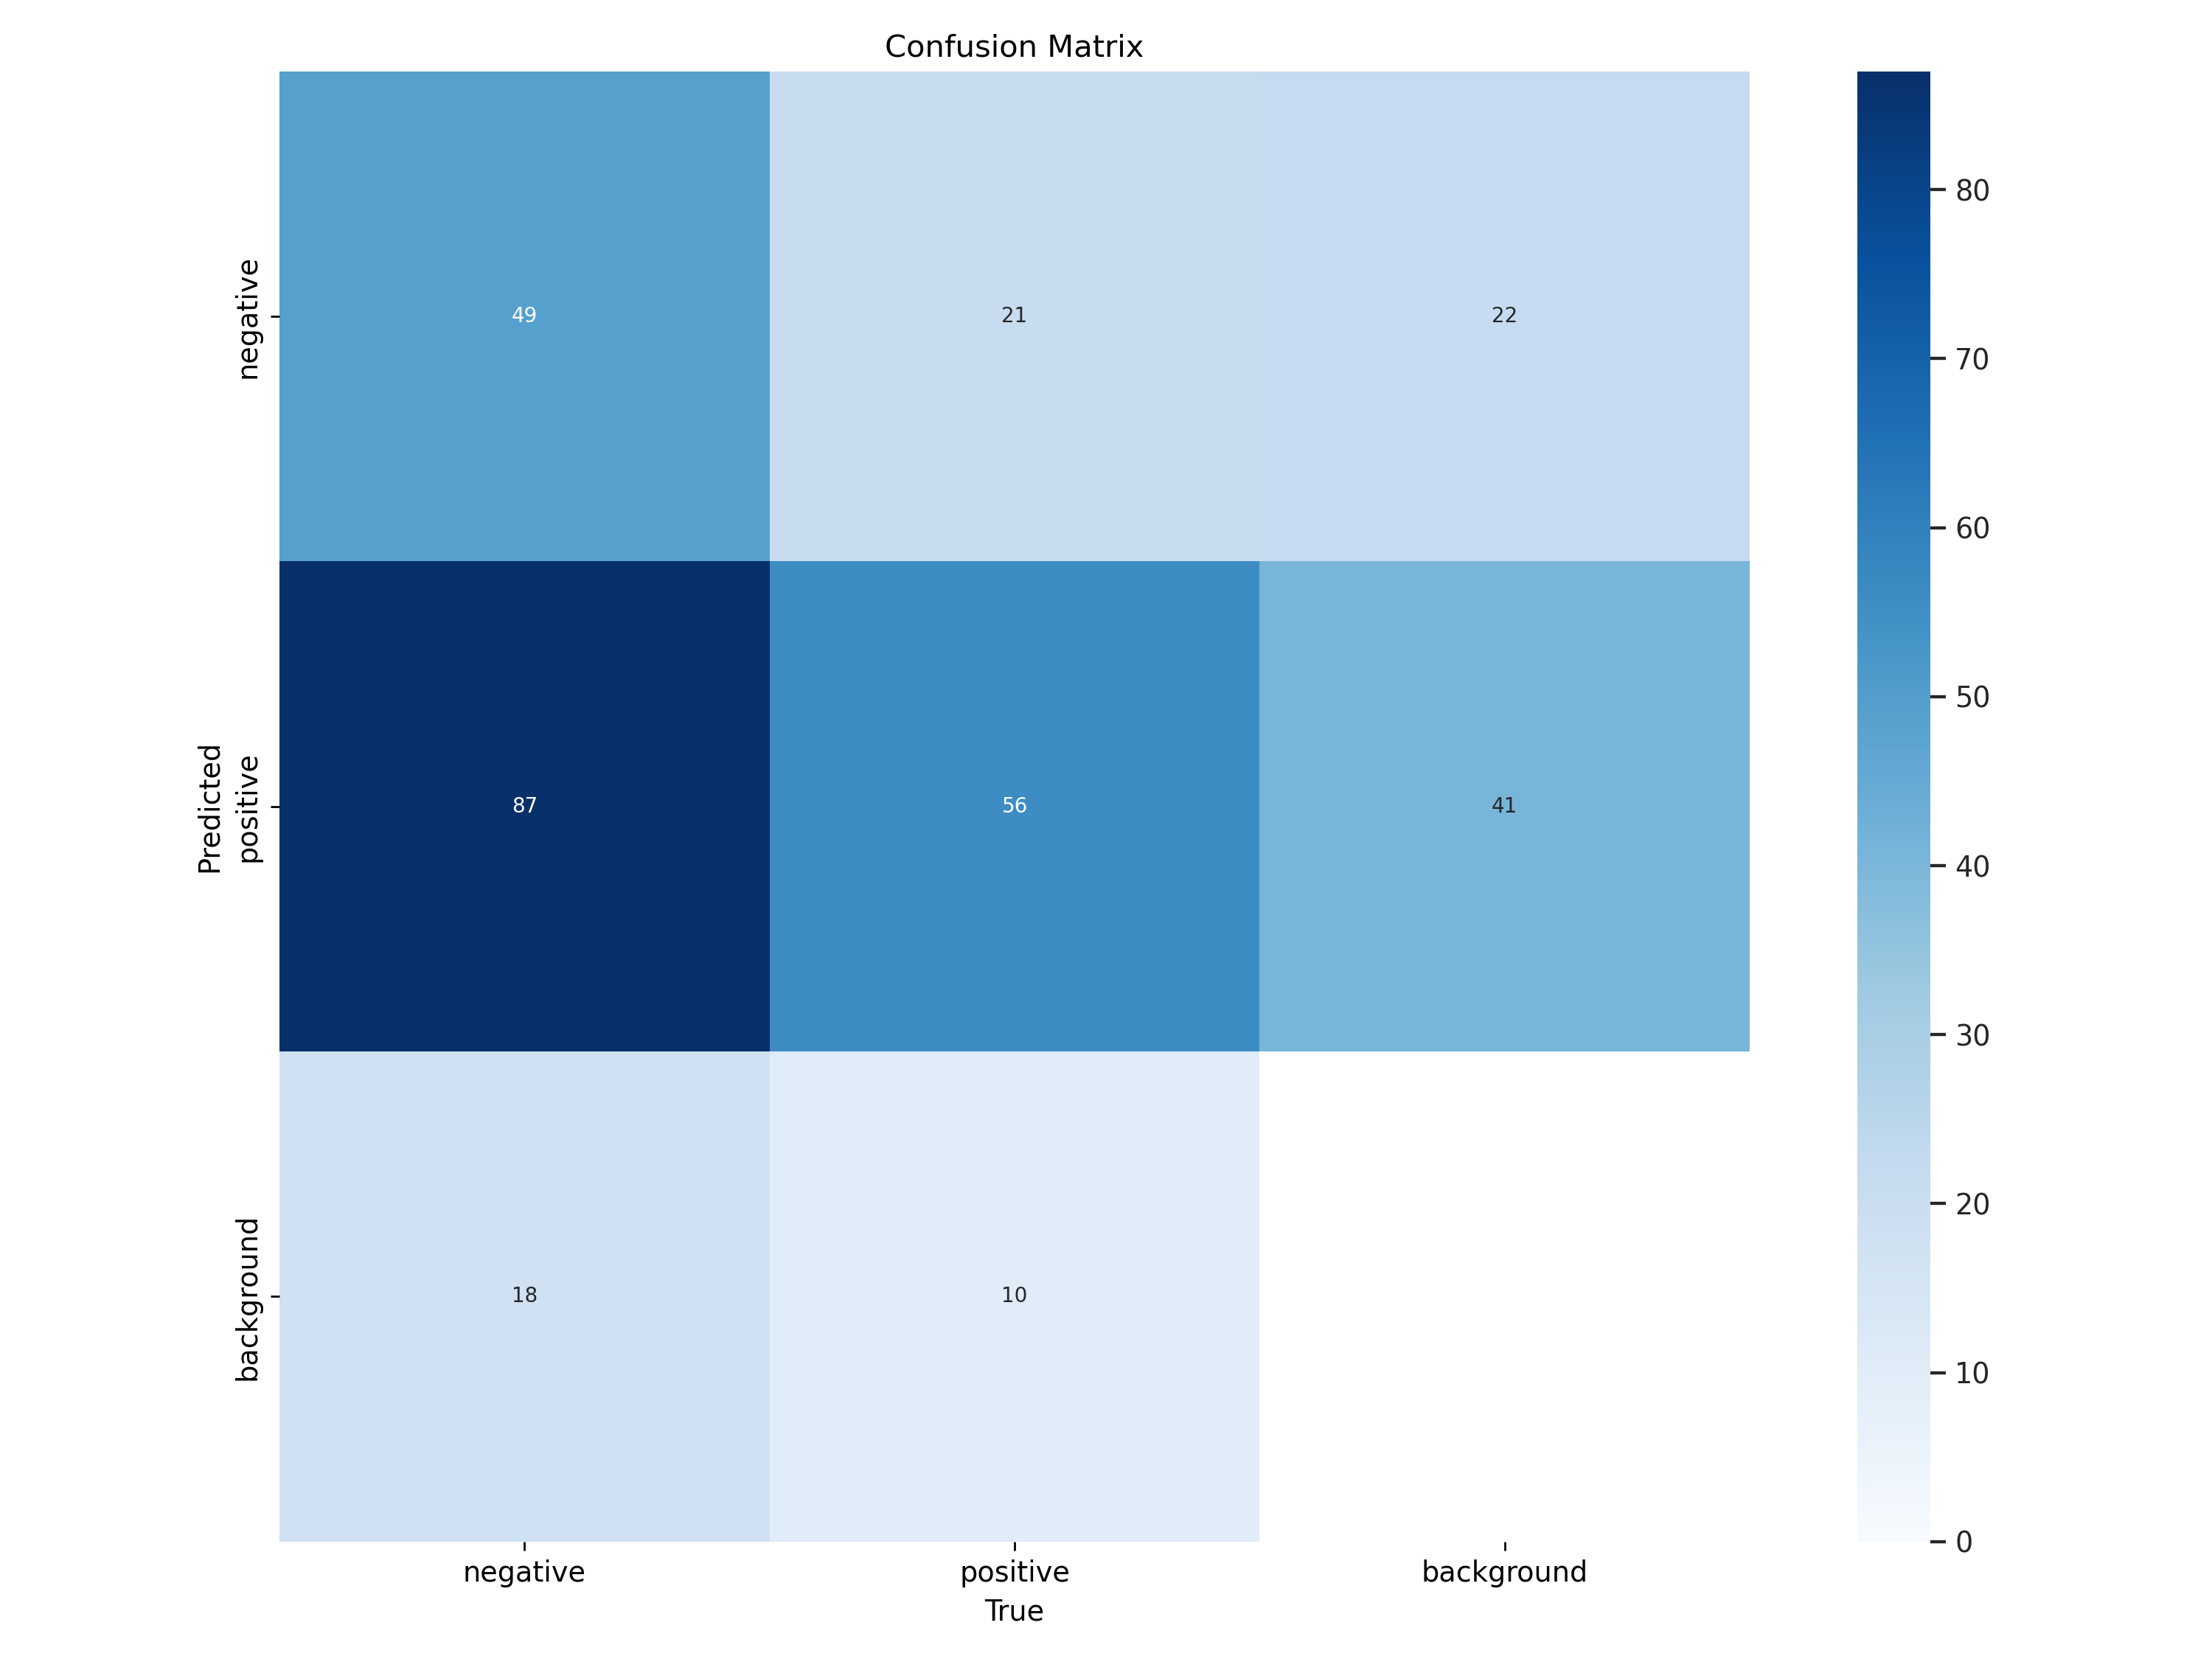 Confusion Matrix
negative
49 21 22
Predicted
positive
87 56 41
background
18 10
negative positive background
True
80
70
60
50
40
30
20
10
0